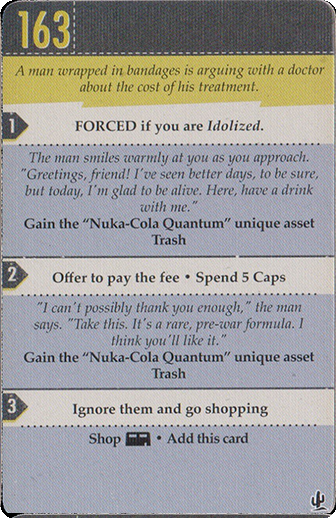 163
A man wrapped in bandages is arguing with a doctor
about the cost of his treatment.
1
FORCED if you are Idolized.
The man smiles warmly at you as you approach.
"Greetings, friend! I've seen better days, to be sure,
but today, I'm glad to be alive. Here, have a drink
with me."
Gain the “Nuka-Cola Quantum” unique asset
Trash
2
Offer to pay the fee • Spend 5 Caps
"I can't possibly thank you enough," the man
says. "Take this. It's a rare, pre-war formula. I
think you'll like it."
Gain the “Nuka-Cola Quantum” unique asset
Trash
3
Ignore them and go shopping
Shop • Add this card